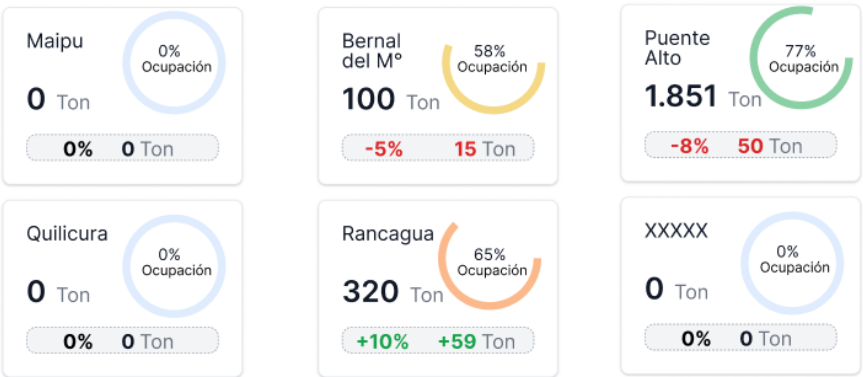 Maipu
0%
Ocupación
0 Ton
0% 0 Ton
Bernal
del M°
58%
Ocupación
100 Ton
-5% 15 Ton
Puente
Alto
77%
Ocupación
1.851 Ton
-8% 50 Ton
Quilicura
0%
Ocupación
0 Ton
0% 0 Ton
Rancagua
65%
Ocupación
320 Ton
+10% +59 Ton
XXXXX
0%
Ocupación
0 Ton
0% 0 Ton